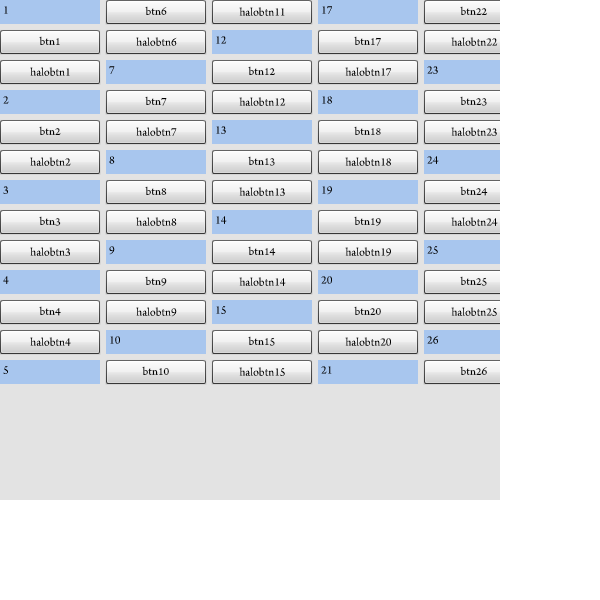 1 btn6 halobtn11 17 btn22
btn1 halobtn6 12 btn17 halobtn22
halobtn1 7 btn12 halobtn17 23
2 btn7 halobtn12 18 btn23
btn2 halobtn7 13 btn18 halobtn23
halobtn2 8 btn13 halobtn18 24
3 btn8 halobtn13 19 btn24
btn3 halobtn8 14 btn19 halobtn24
halobtn3 9 btn14 halobtn19 25
4 btn9 halobtn14 20 btn25
btn4 halobtn9 15 btn20 halobtn25
halobtn4 10 btn15 halobtn20 26
5 btn10 halobtn15 21 btn26